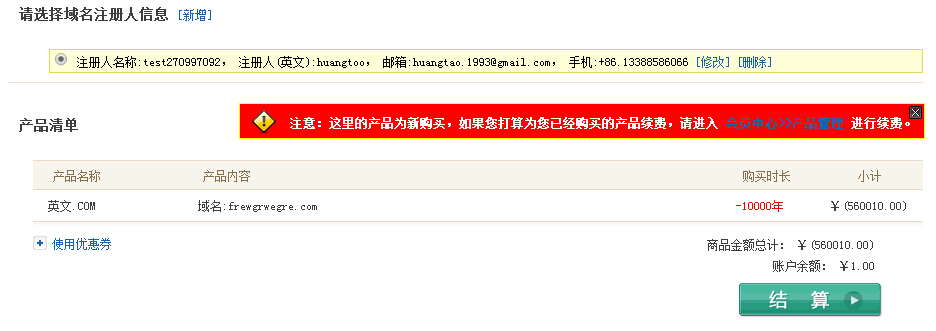 请选择域名注册人信息 [新增]
注册人名称:test270997092, 注册人(英文):huangtoo, 邮箱:huangtao.1993@gmail.com, 手机:+86.13388586066 [修改] [删除]
产品清单
注意：这里的产品为新购买，如果您打算为您已经购买的产品续费，请进入 会员中心>>产品管理 进行续费。
产品名称 产品内容 购买时长 小计
英文.COM 域名:frewgrwegre.com -10000年 ￥(560010.00)
使用优惠券 商品金额总计： ￥(560010.00)
账户余额： ￥1.00
结 算